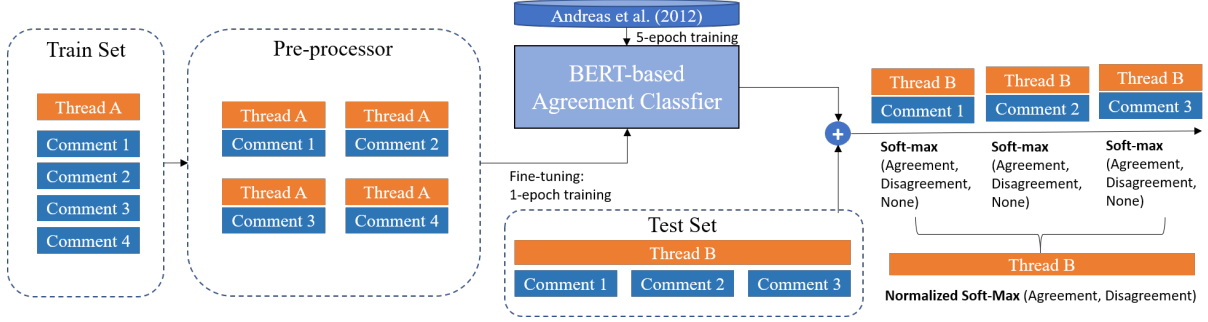 Train Set
Thread A
Comment 1
Comment 2
Comment 3
Comment 4
Pre-processor
Thread A
Comment 1
Thread A
Comment 2
Thread A
Comment 3
Thread A
Comment 4
Andreas et al. (2012)
5-epoch training
BERT-based
Agreement Classfier
Fine-tuning:
1-epoch training
Test Set
Thread B
Comment 1
Comment 2
Comment 3
+
Thread B
Comment 1
Soft-max
(Agreement,
Disagreement,
None)
Thread B
Comment 2
Soft-max
(Agreement,
Disagreement,
None)
Thread B
Comment 3
Soft-max
(Agreement,
Disagreement,
None)
Thread B
Normalized Soft-Max (Agreement, Disagreement)